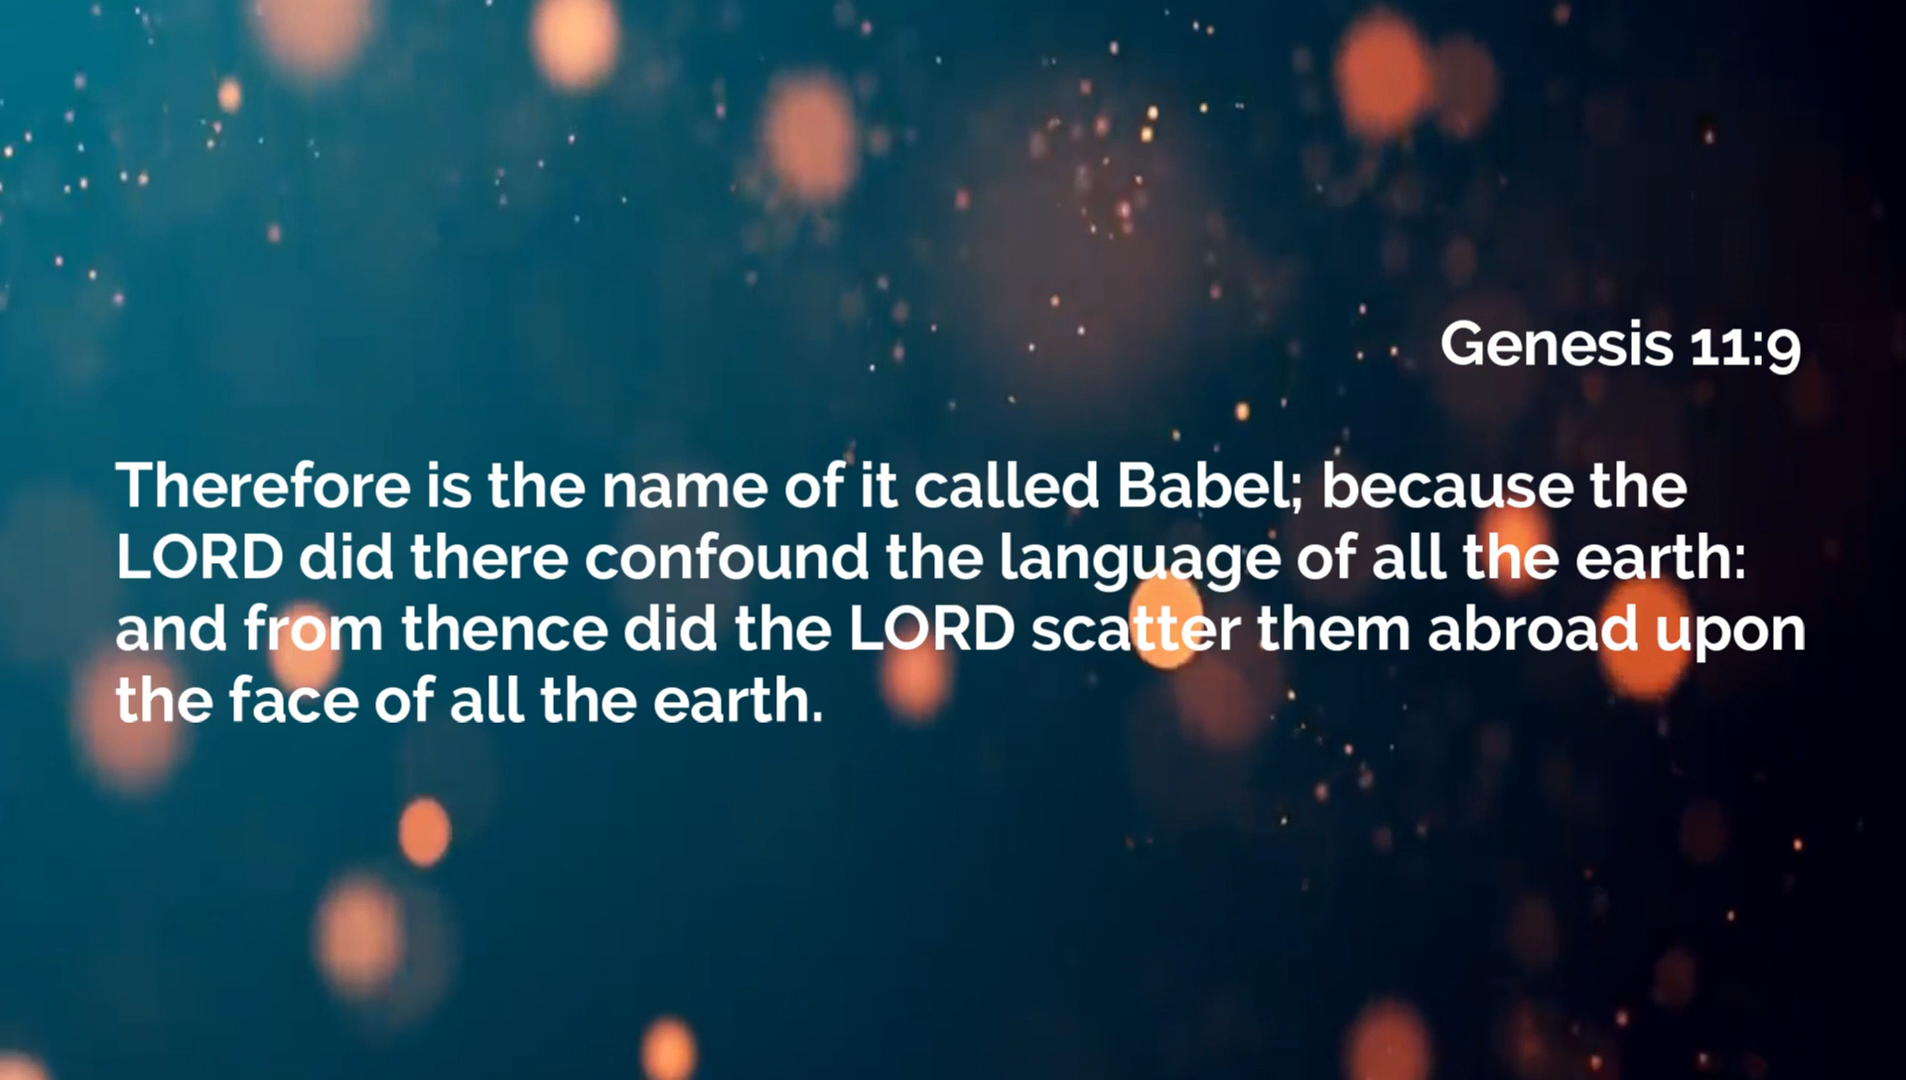 Genesis 11:9
Therefore is the name of it called Babel; because the
LORD did there confound the language of all the earth:
and from thence did the LORD scatter them abroad upon
the face of all the earth.